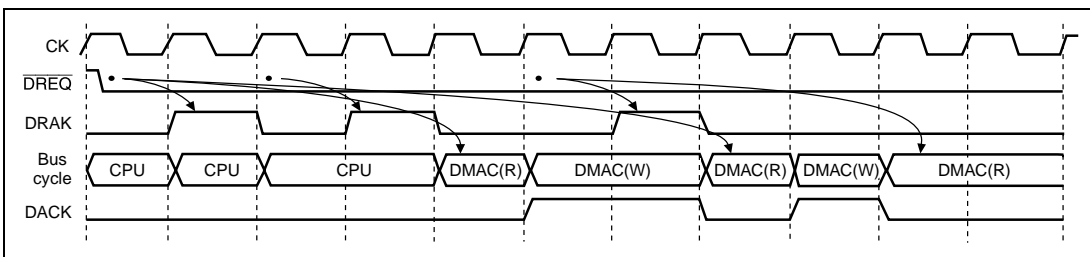 CK
DREQ
DRAK
Bus
cycle
CPU CPU CPU DMAC(R) DMAC(W) DMAC(R) DMAC(W) DMAC(R)
DACK